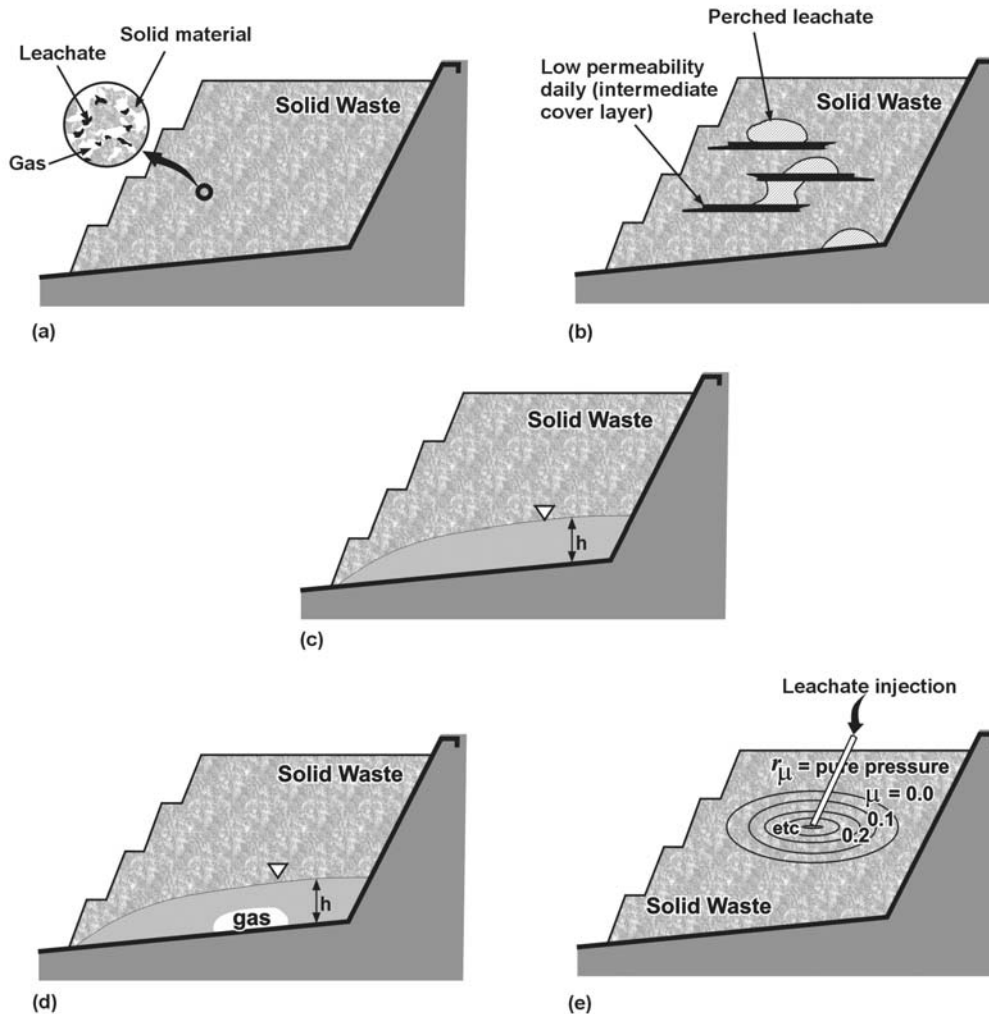 Solid material
Leachate
Solid Waste
Gas
(a)
Perched leachate
Low permeability
daily (intermediate
cover layer)
Solid Waste
(b)
Solid Waste
h
(c)
Solid Waste
h
gas
(d)
Leachate injection
rμ = pure pressure
μ = 0.0
0.1
etc
0.2
Solid Waste
(e)